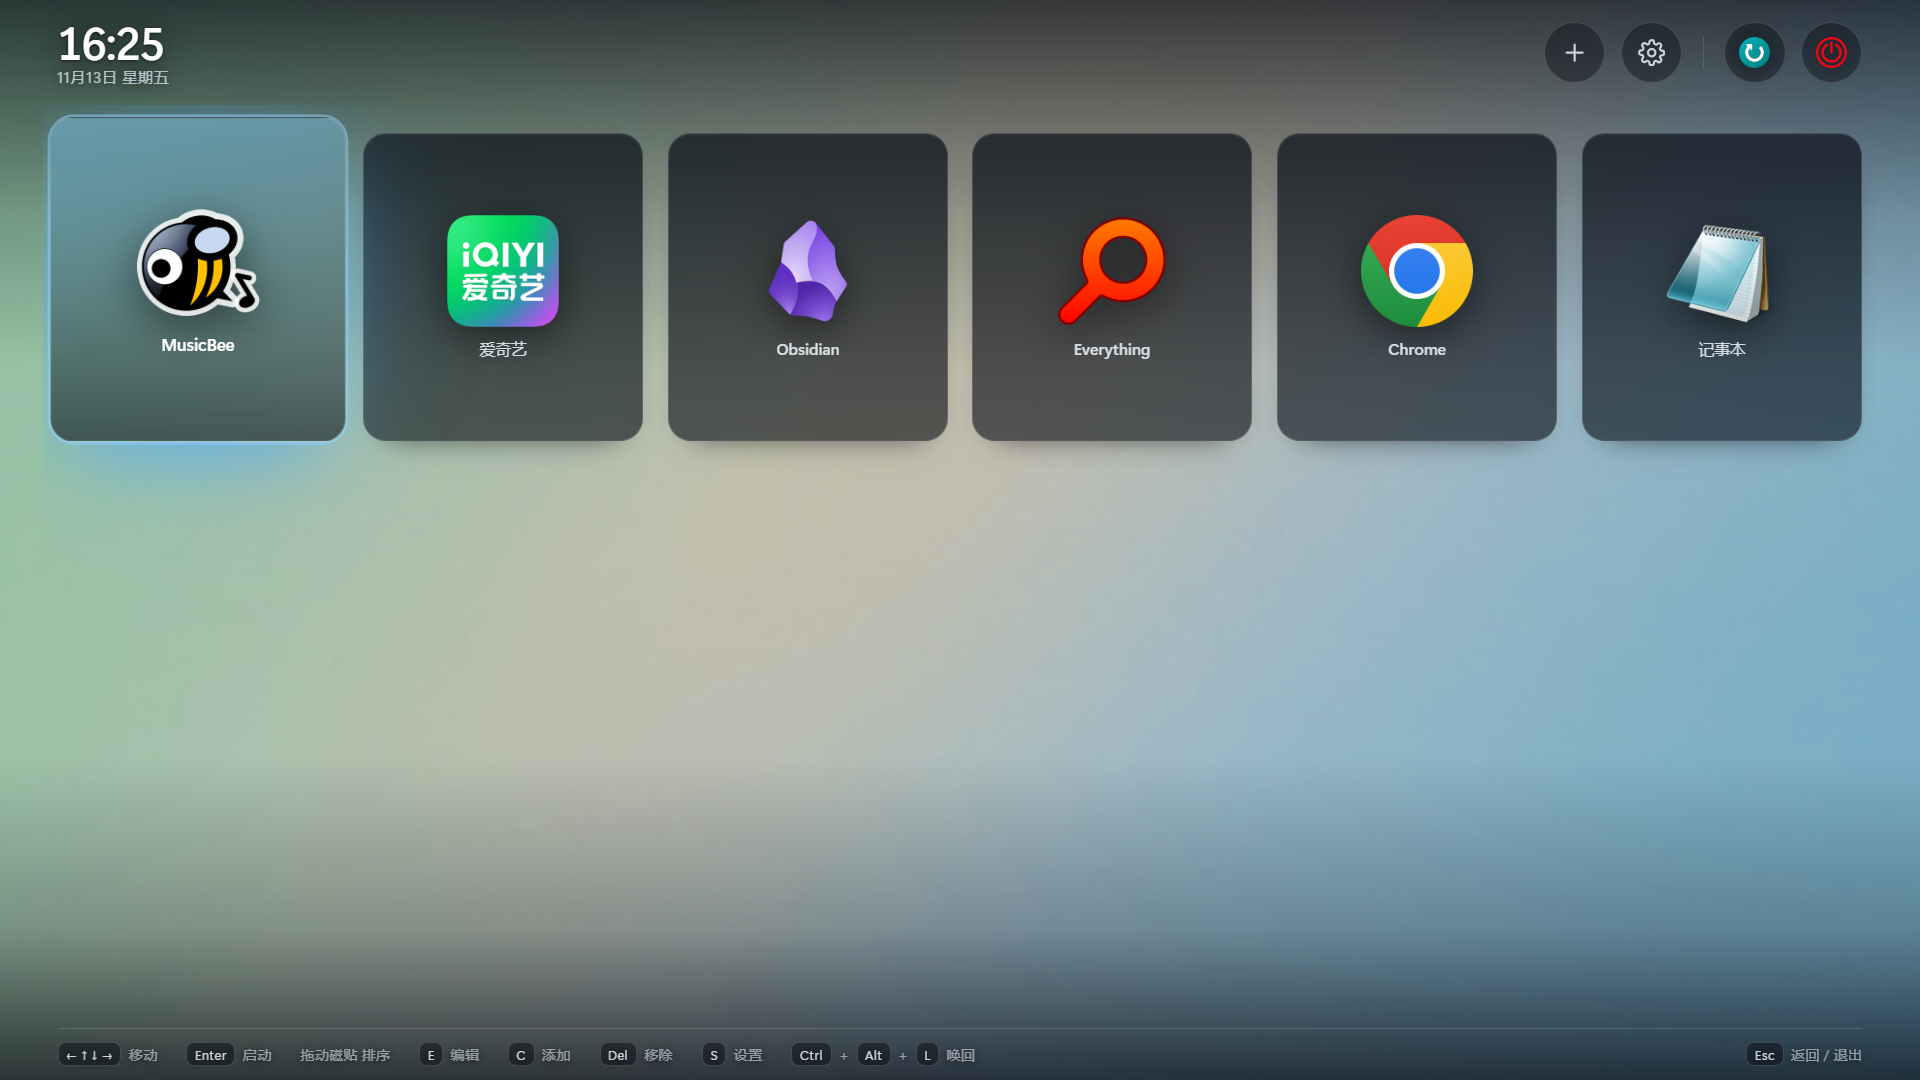 16:25
11月13日 星期五
MusicBee
iQIYI
爱奇艺
爱奇艺
Obsidian
Everything
Chrome
记事本
←↑↓→ 移动 Enter 启动 拖动磁贴 排序 E 编辑 C 添加 Del 移除 S 设置 Ctrl + Alt + L 唤回 Esc 返回 / 退出